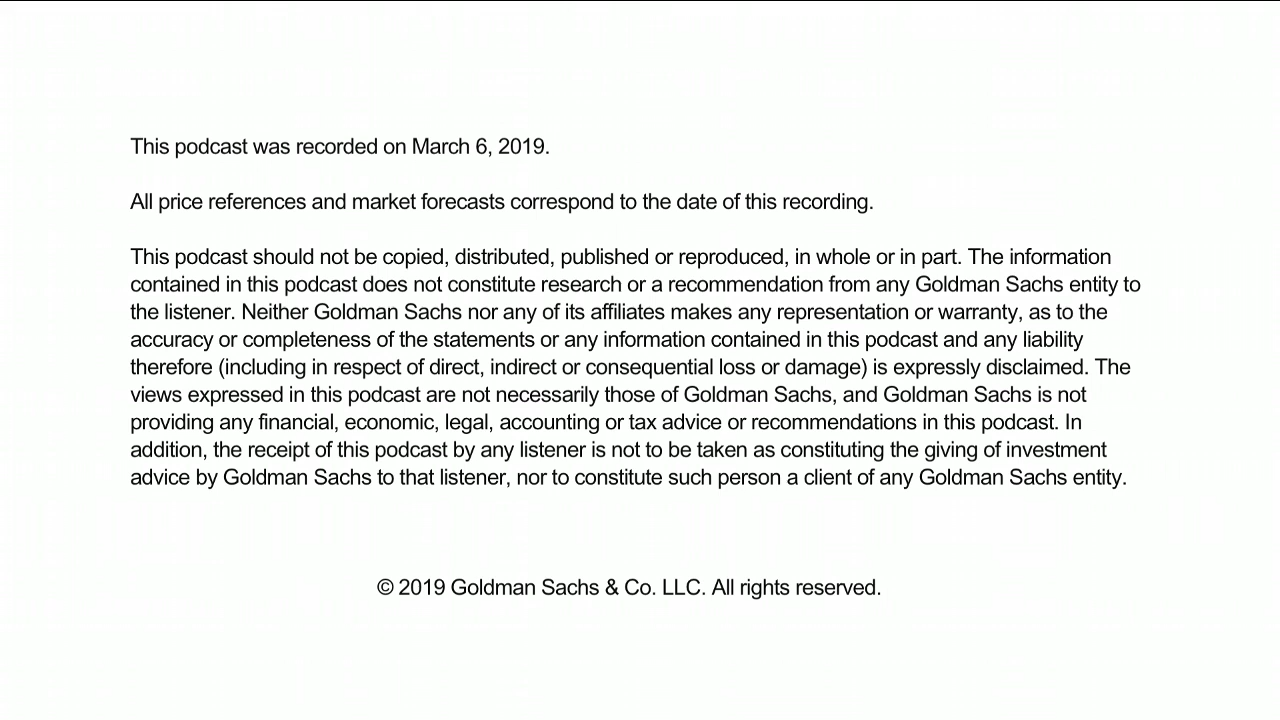 This podcast was recorded on March 6, 2019.
All price references and market forecasts correspond to the date of this recording.
This podcast should not be copied, distributed, published or reproduced, in whole or in part. The information
contained in this podcast does not constitute research or a recommendation from any Goldman Sachs entity to
the listener. Neither Goldman Sachs nor any of its affiliates makes any representation or warranty, as to the
accuracy or completeness of the statements or any information contained in this podcast and any liability
therefore (including in respect of direct, indirect or consequential loss or damage) is expressly disclaimed. The
views expressed in this podcast are not necessarily those of Goldman Sachs, and Goldman Sachs is not
providing any financial, economic, legal, accounting or tax advice or recommendations in this podcast. In
addition, the receipt of this podcast by any listener is not to be taken as constituting the giving of investment
advice by Goldman Sachs to that listener, nor to constitute such person a client of any Goldman Sachs entity.
© 2019 Goldman Sachs & Co. LLC. All rights reserved.